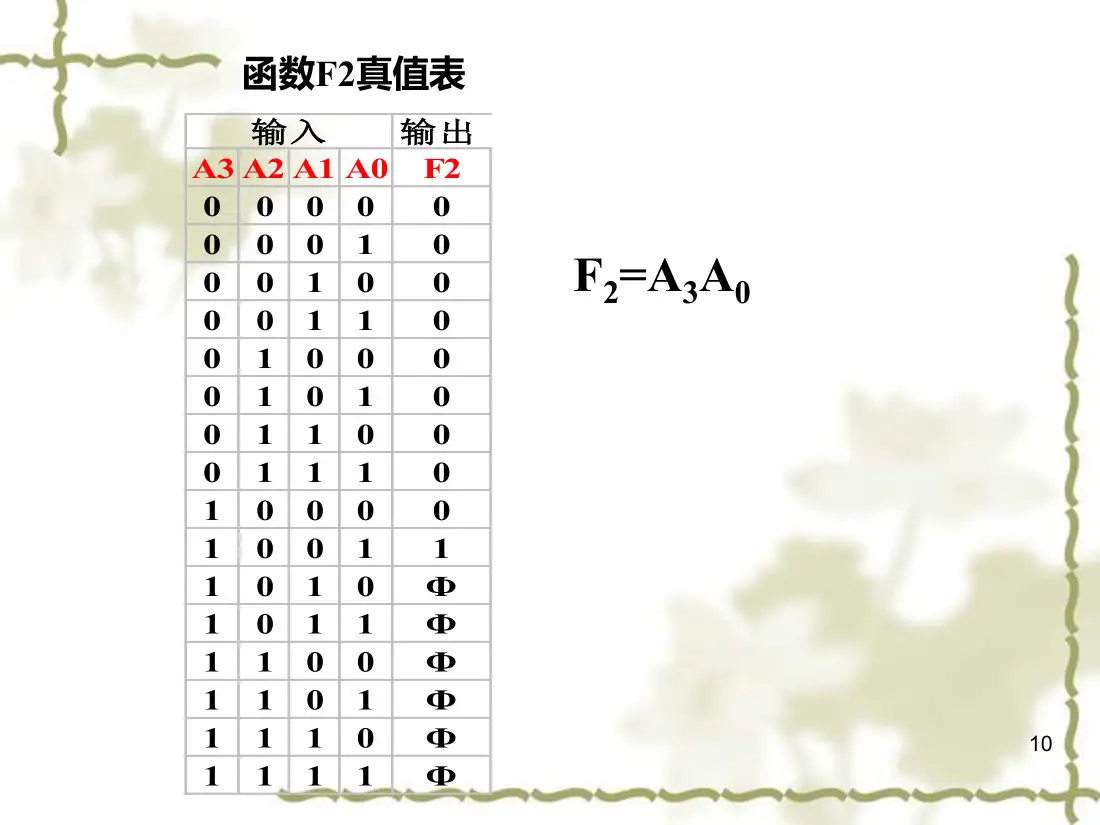 函数F2真值表
输入 输出
A3 A2 A1 A0 F2
0 0 0 0 0
0 0 0 1 0
0 0 1 0 0
0 0 1 1 0
0 1 0 0 0
0 1 0 1 0
0 1 1 0 0
0 1 1 1 0
1 0 0 0 0
1 0 0 1 1
1 0 1 0 Φ
1 0 1 1 Φ
1 1 0 0 Φ
1 1 0 1 Φ
1 1 1 0 Φ
1 1 1 1 Φ
F₂=A₃A₀
10